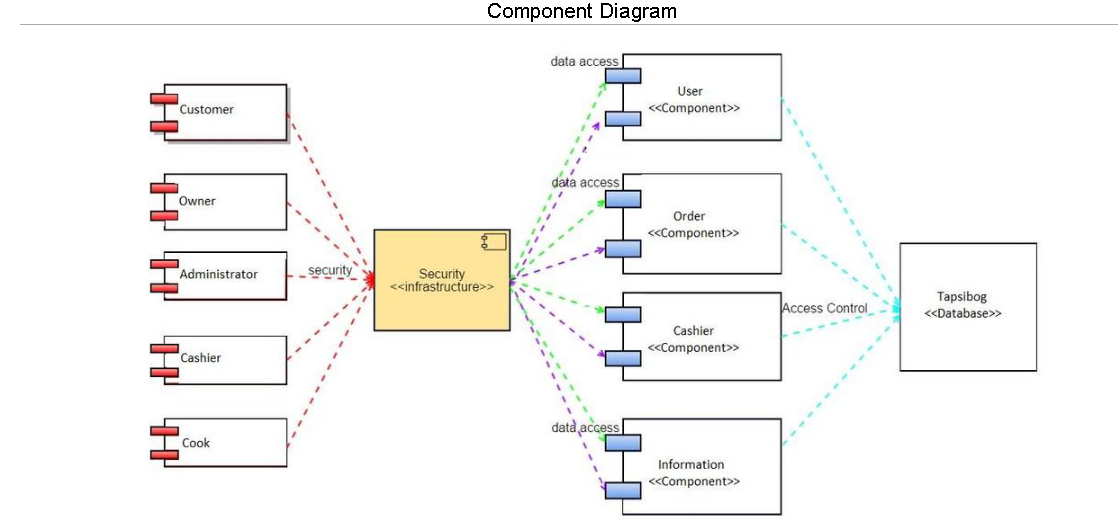 Component Diagram
Customer
Owner
Administrator
Cashier
Cook
security
Security
<<infrastructure>>
data access
User
<<Component>>
data access
Order
<<Component>>
Cashier
<<Component>>
data access
Information
<<Component>>
Access Control
Tapsibog
<<Database>>